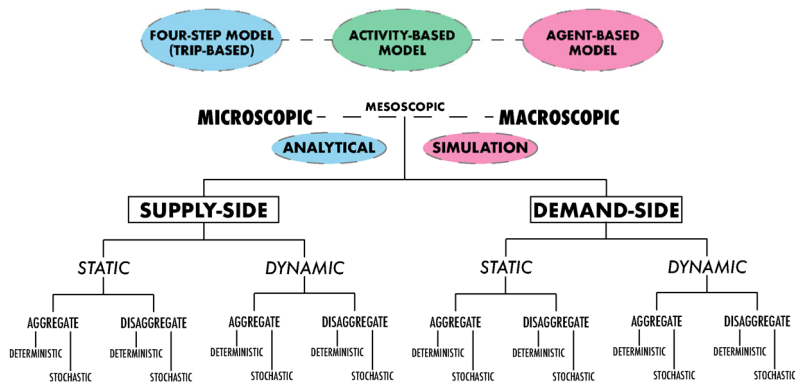 FOUR-STEP MODEL
(TRIP-BASED)
ACTIVITY-BASED
MODEL
AGENT-BASED
MODEL
MICROSCOPIC
MESOSCOPIC
MACROSCOPIC
ANALYTICAL
SIMULATION
SUPPLY-SIDE
DEMAND-SIDE
STATIC
DYNAMIC
STATIC
DYNAMIC
AGGREGATE
DISAGGREGATE
AGGREGATE
DISAGGREGATE
AGGREGATE
DISAGGREGATE
AGGREGATE
DISAGGREGATE
DETERMINISTIC
DETERMINISTIC
DETERMINISTIC
DETERMINISTIC
DETERMINISTIC
DETERMINISTIC
DETERMINISTIC
DETERMINISTIC
STOCHASTIC
STOCHASTIC
STOCHASTIC
STOCHASTIC
STOCHASTIC
STOCHASTIC
STOCHASTIC
STOCHASTIC